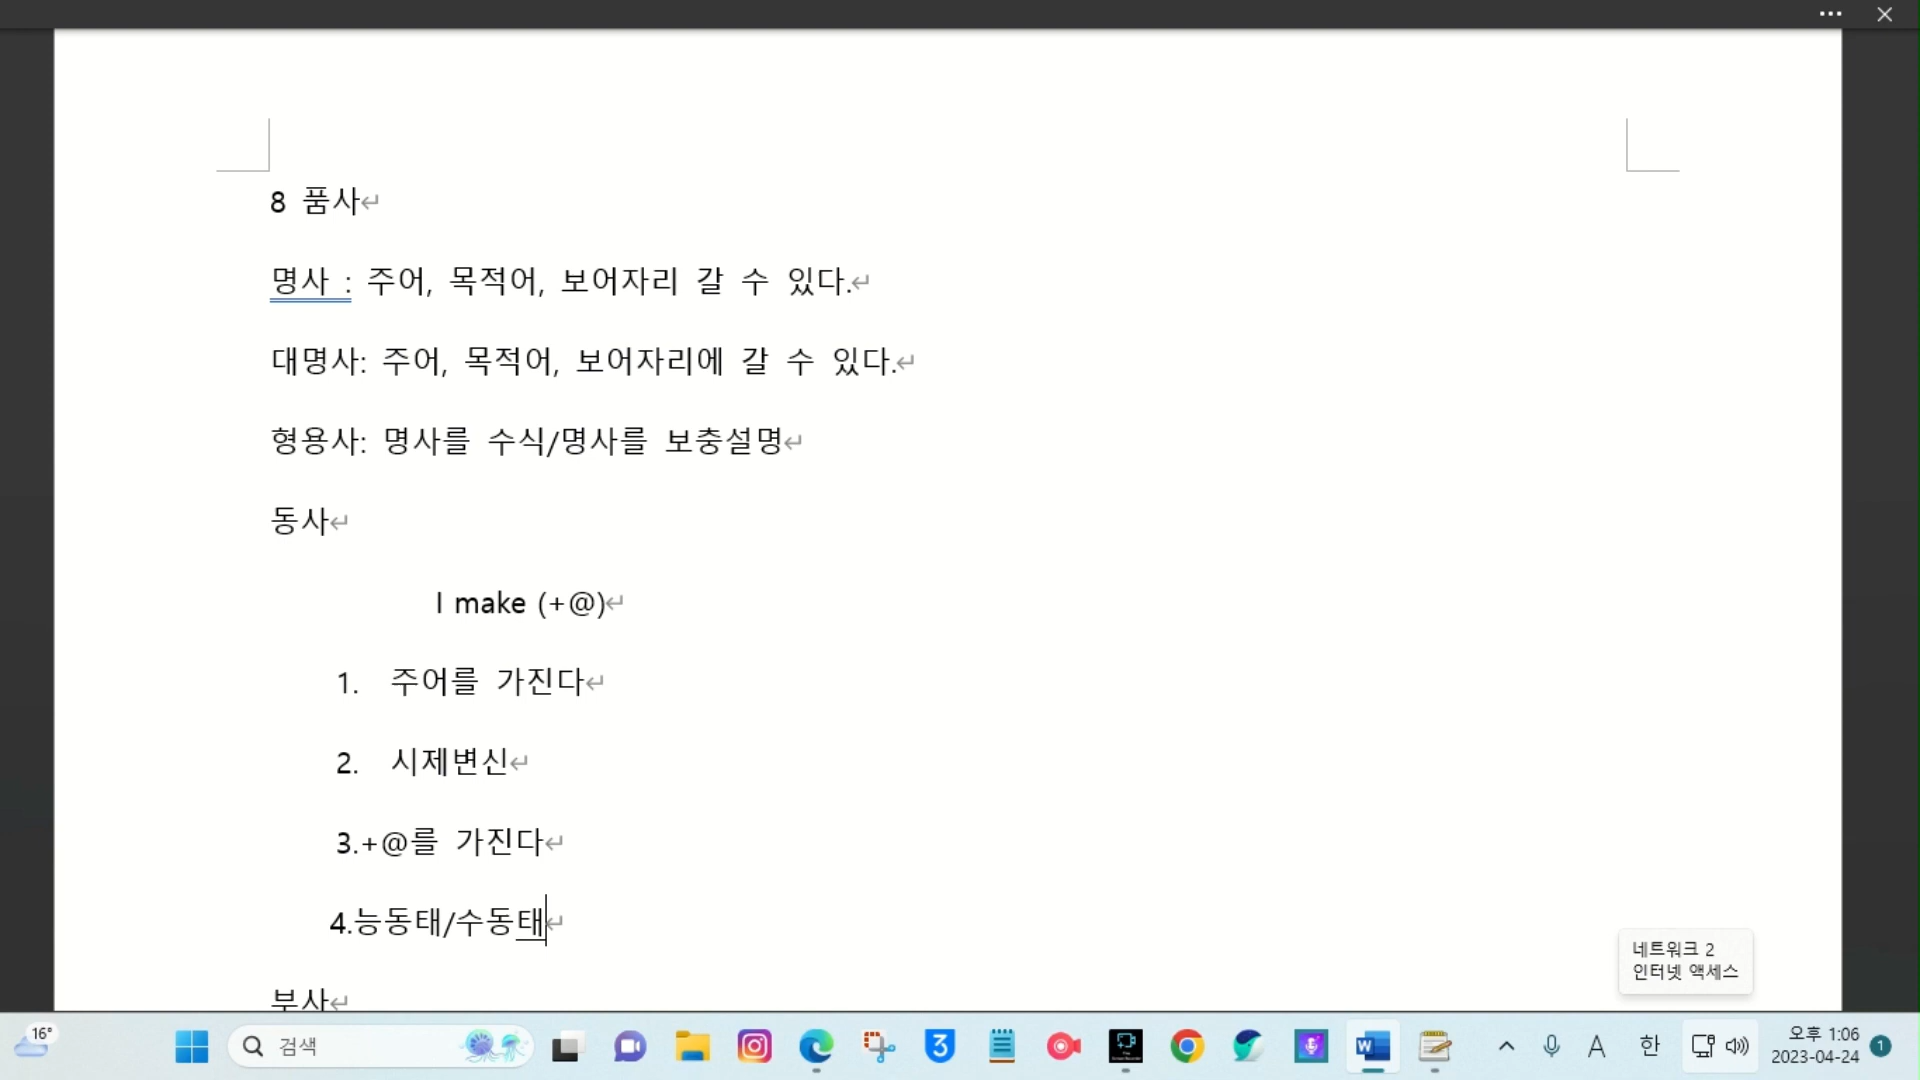 8 품사
명사 : 주어, 목적어, 보어자리 갈 수 있다.
대명사: 주어, 목적어, 보어자리에 갈 수 있다.
형용사: 명사를 수식/명사를 보충설명
동사
I make (+@)
1. 주어를 가진다
2. 시제변신
3.+@를 가진다
4.능동태/수동태
부사
네트워크 2
인터넷 액세스
16°
검색
3
W
A
한
오후 1:06
2023-04-24
1